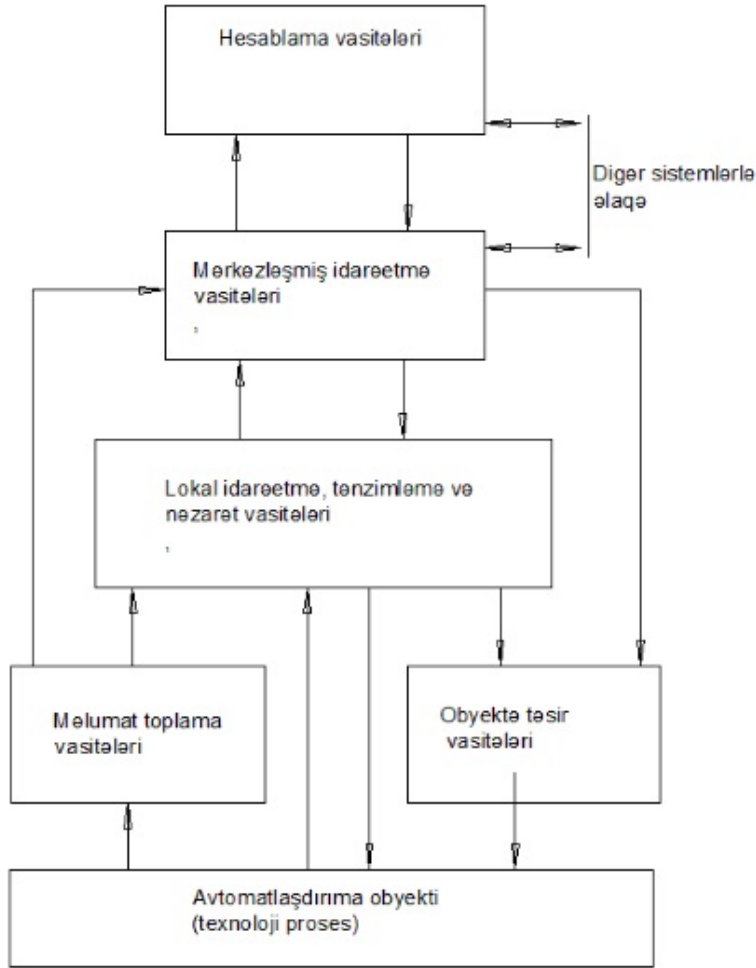 Hesablama vasitələri
Digər sistemlərlə
əlaqə
Mərkəzləşmiş idarəetmə
vasitələri
,
Lokal idarəetmə, tənzimləmə və
nəzarət vasitələri
,
Məlumat toplama
vasitələri
Obyektə təsir
vasitələri
Avtomatlaşdırıma obyekti
(texnoloji proses)